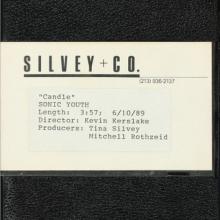 SILVEY + CO.
(213) 936-2137
"Candle"
SONIC YOUTH
Length: 3:57; 6/10/89
Director: Kevin Kerslake
Producers: Tina Silvey
Mitchell Rothzeid